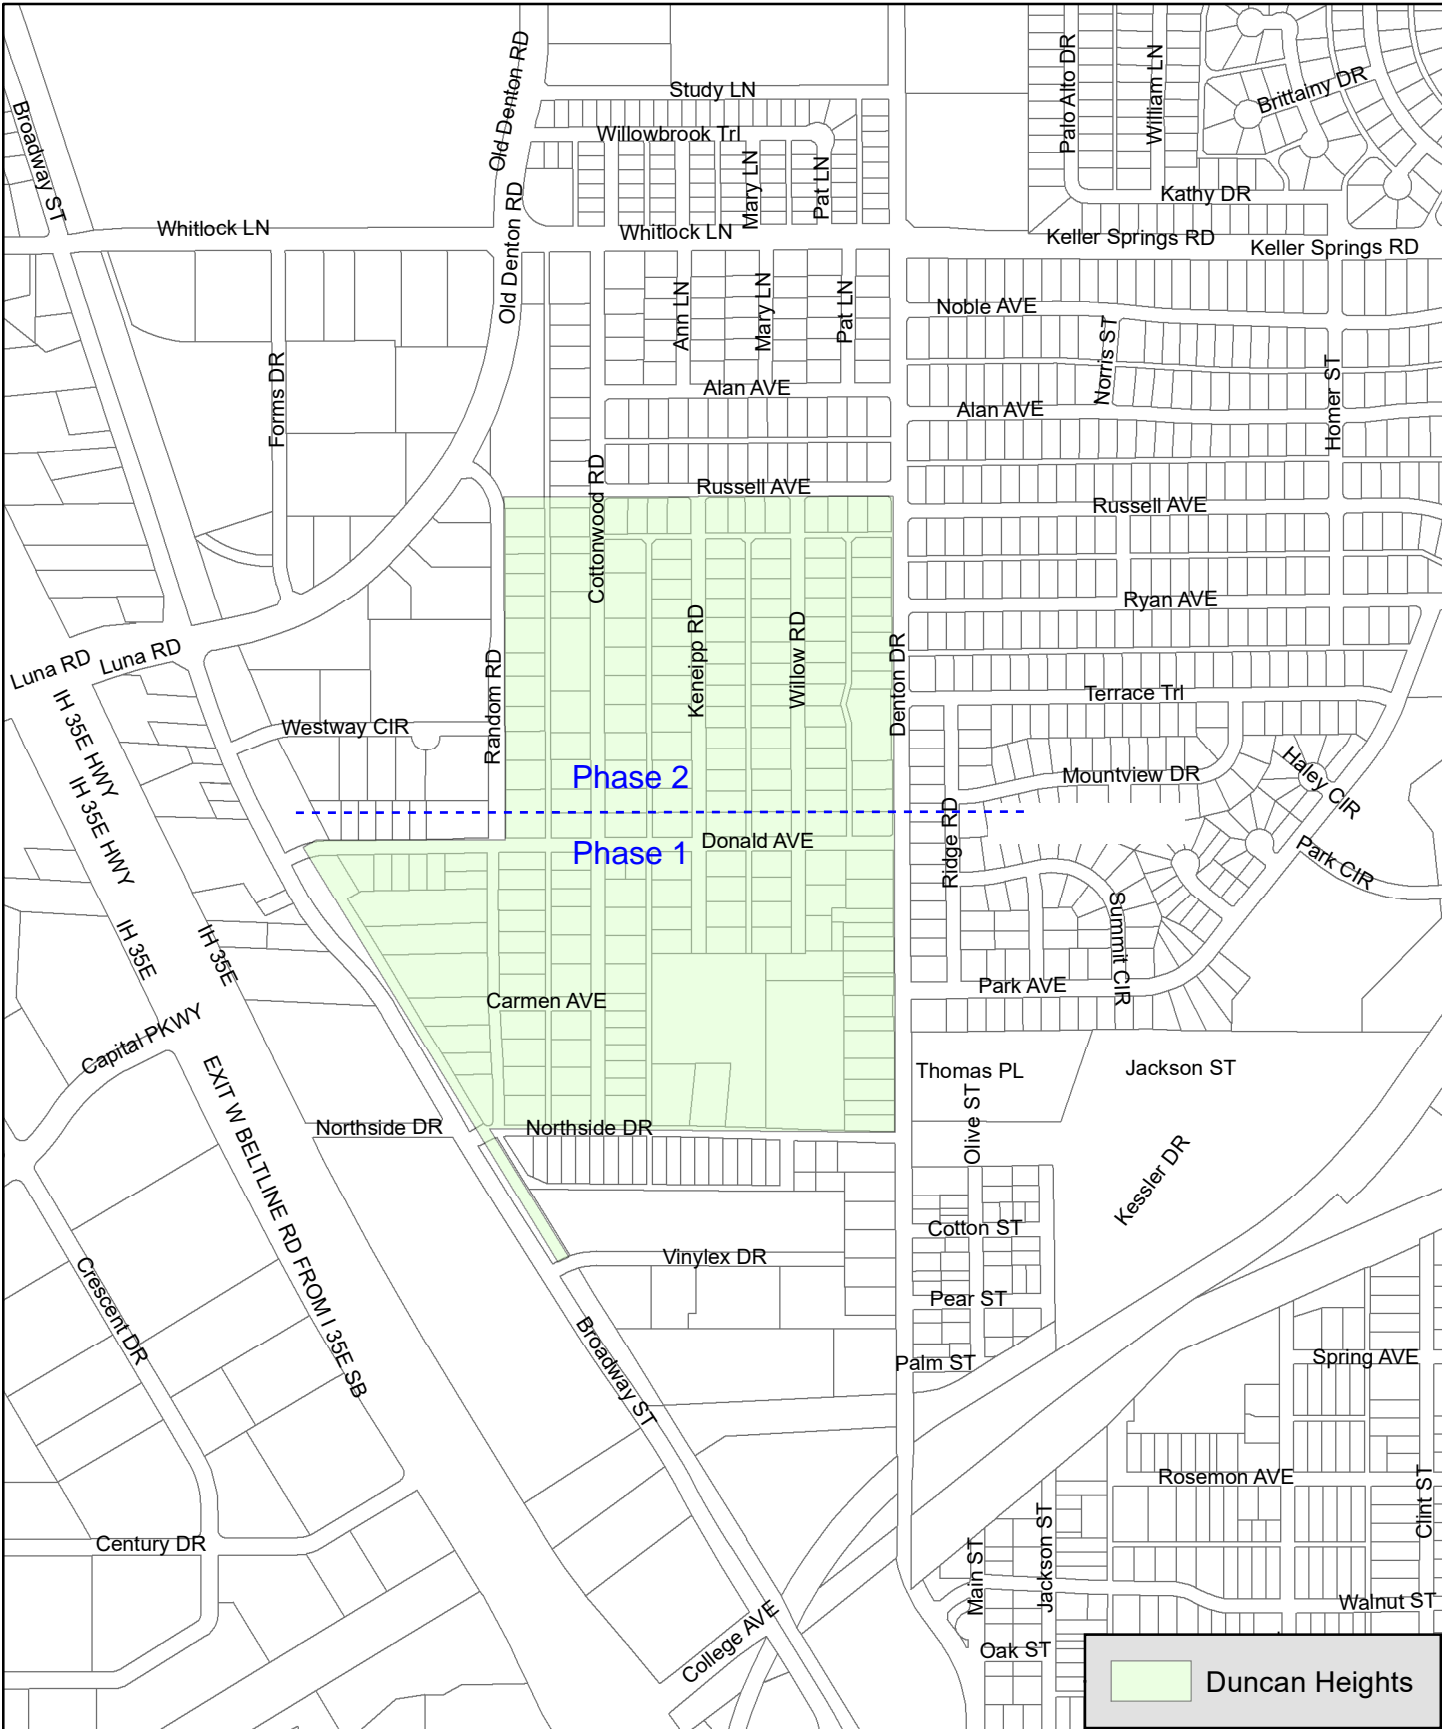 Study LN
Old Denton RD
Palo Alto DR
William LN
Brittainy DR
Broadway ST
Willowbrook Trl
Mary LN
Pat LN
Kathy DR
Whitlock LN
Old Denton RD
Whitlock LN
Keller Springs RD
Keller Springs RD
Ann LN
Mary LN
Pat LN
Noble AVE
Norris ST
Homer ST
Forms DR
Alan AVE
Alan AVE
Russell AVE
Russell AVE
Cottonwood RD
Ryan AVE
Luna RD
Luna RD
Keneipp RD
Willow RD
Denton DR
Random RD
Terrace Trl
IH 35E HWY
Westway CIR
Phase 2
Mountview DR
Haley CIR
IH 35E HWY
Donald AVE
Phase 1
Ridge RD
Park CIR
IH 35E
IH 35E
Summit CIR
Park AVE
Carmen AVE
Capital PKWY
Thomas PL
Jackson ST
EXIT W BELTLINE RD FROM I 35E SB
Northside DR
Northside DR
Olive ST
Kessler DR
Cotton ST
Vinylex DR
Crescent DR
Pear ST
Broadway ST
Palm ST
Spring AVE
Rosemon AVE
Clint ST
Century DR
Main ST
Jackson ST
Walnut ST
College AVE
Oak ST
Duncan Heights